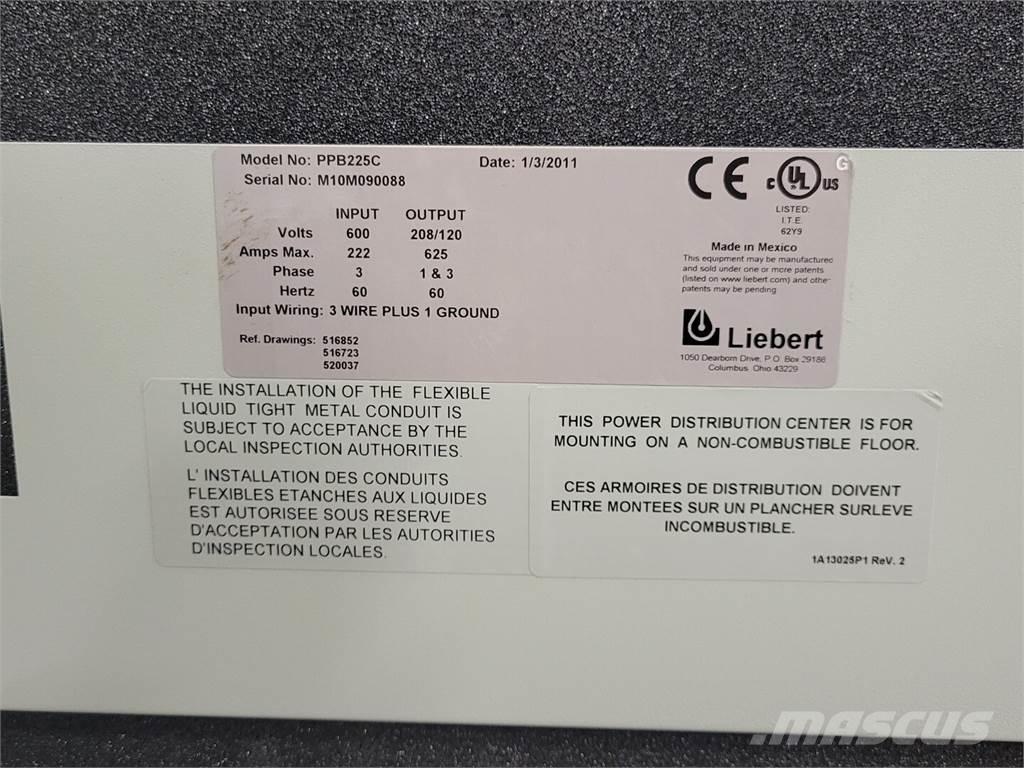 Model No: PPB225C Date: 1/3/2011
Serial No: M10M090088
INPUT OUTPUT
Volts 600 208/120
Amps Max. 222 625
Phase 3 1 & 3
Hertz 60 60
Input Wiring: 3 WIRE PLUS 1 GROUND
Ref. Drawings: 516852
516723
520037
CE c UL US G
LISTED:
I.T.E.
62Y9
Made in Mexico
This equipment may be manufactured
and sold under one or more patents
(listed on www.liebert.com) and othe-
patents may be pending
Liebert
1050 Dearborn Drive, P.O. Box 29186
Columbus, Ohio 43229
THE INSTALLATION OF THE FLEXIBLE
LIQUID TIGHT METAL CONDUIT IS
SUBJECT TO ACCEPTANCE BY THE
LOCAL INSPECTION AUTHORITIES.
L' INSTALLATION DES CONDUITS
FLEXIBLES ETANCHES AUX LIQUIDES
EST AUTORISEE SOUS RESERVE
D'ACCEPTATION PAR LES AUTORITIES
D'INSPECTION LOCALES.
THIS POWER DISTRIBUTION CENTER IS FOR
MOUNTING ON A NON-COMBUSTIBLE FLOOR.
CES ARMOIRES DE DISTRIBUTION DOIVENT
ENTRE MONTEES SUR UN PLANCHER SURLEVE
INCOMBUSTIBLE.
1A13025P1 ReV. 2
MASCUS